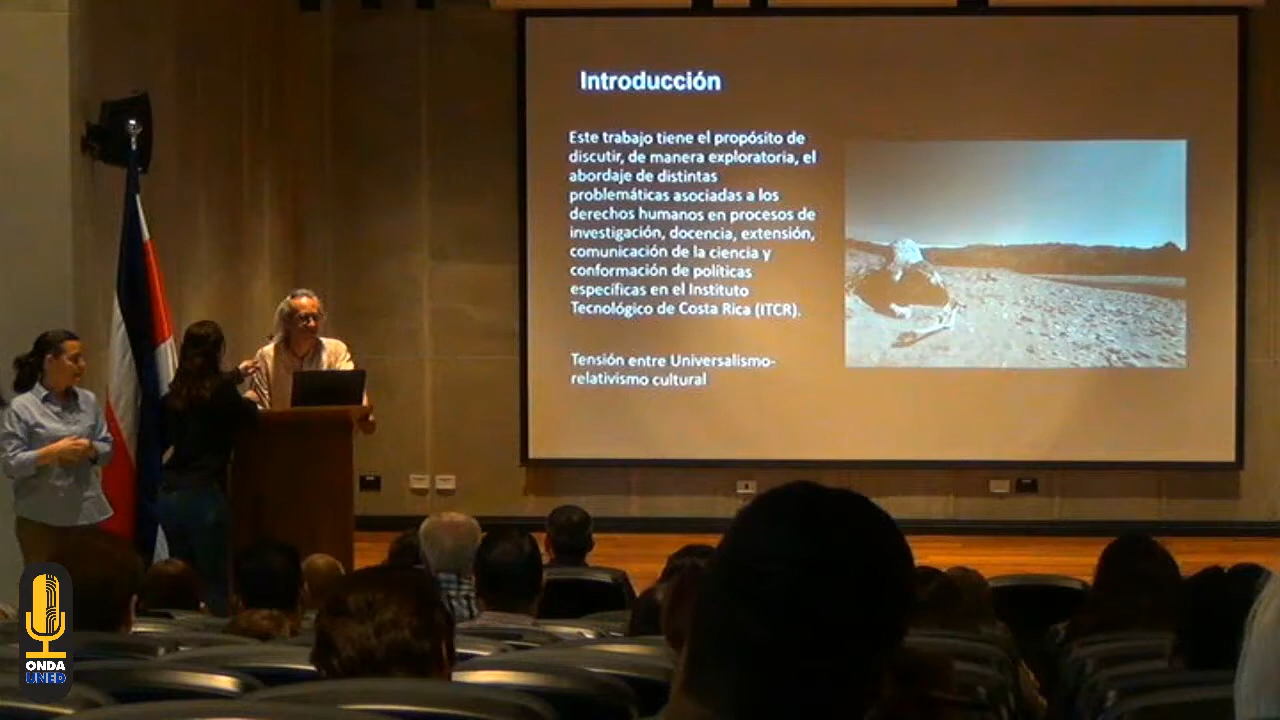 Introducción
Este trabajo tiene el propósito de
discutir, de manera exploratoria, el
abordaje de distintas
problemáticas asociadas a los
derechos humanos en procesos de
investigación, docencia, extensión,
comunicación de la ciencia y
conformación de políticas
específicas en el Instituto
Tecnológico de Costa Rica (ITCR).
Tensión entre Universalismo-
relativismo cultural
ONDA
UNED